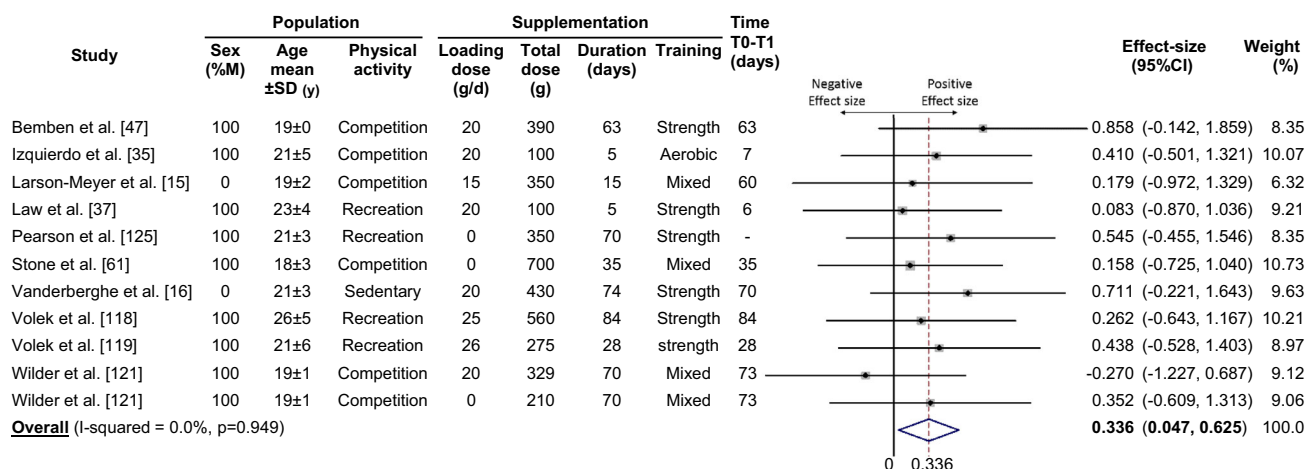 Population Supplementation Time
T0-T1
(days)
Study Sex
(%M) Age
mean
±SD (y) Physical
activity Loading
dose
(g/d) Total
dose
(g) Duration
(days) Training Effect-size
(95%CI) Weight
(%)
Negative
Effect size Positive
Effect size
Bemben et al. [47] 100 19±0 Competition 20 390 63 Strength 63 0.858 (-0.142, 1.859) 8.35
Izquierdo et al. [35] 100 21±5 Competition 20 100 5 Aerobic 7 0.410 (-0.501, 1.321) 10.07
Larson-Meyer et al. [15] 0 19±2 Competition 15 350 15 Mixed 60 0.179 (-0.972, 1.329) 6.32
Law et al. [37] 100 23±4 Recreation 20 100 5 Strength 6 0.083 (-0.870, 1.036) 9.21
Pearson et al. [125] 100 21±3 Recreation 0 350 70 Strength - 0.545 (-0.455, 1.546) 8.35
Stone et al. [61] 100 18±3 Competition 0 700 35 Mixed 35 0.158 (-0.725, 1.040) 10.73
Vanderberghe et al. [16] 0 21±3 Sedentary 20 430 74 Strength 70 0.711 (-0.221, 1.643) 9.63
Volek et al. [118] 100 26±5 Recreation 25 560 84 Strength 84 0.262 (-0.643, 1.167) 10.21
Volek et al. [119] 100 21±6 Recreation 26 275 28 strength 28 0.438 (-0.528, 1.403) 8.97
Wilder et al. [121] 100 19±1 Competition 20 329 70 Mixed 73 -0.270 (-1.227, 0.687) 9.12
Wilder et al. [121] 100 19±1 Competition 0 210 70 Mixed 73 0.352 (-0.609, 1.313) 9.06
Overall (I-squared = 0.0%, p=0.949) 0.336 (0.047, 0.625) 100.0
0 0.336